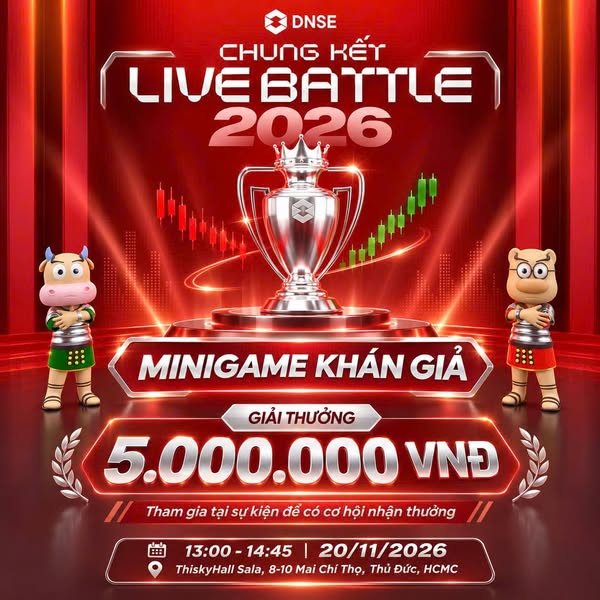 DNSE
CHUNG KẾT
LIVE BATTLE
2026
MINIGAME KHÁN GIẢ
GIẢI THƯỞNG
5.000.000 VNĐ
Tham gia tại sự kiện để có cơ hội nhận thưởng
13:00 - 14:45 | 20/11/2026
ThiskyHall Sala, 8-10 Mai Chí Thọ, Thủ Đức, HCMC